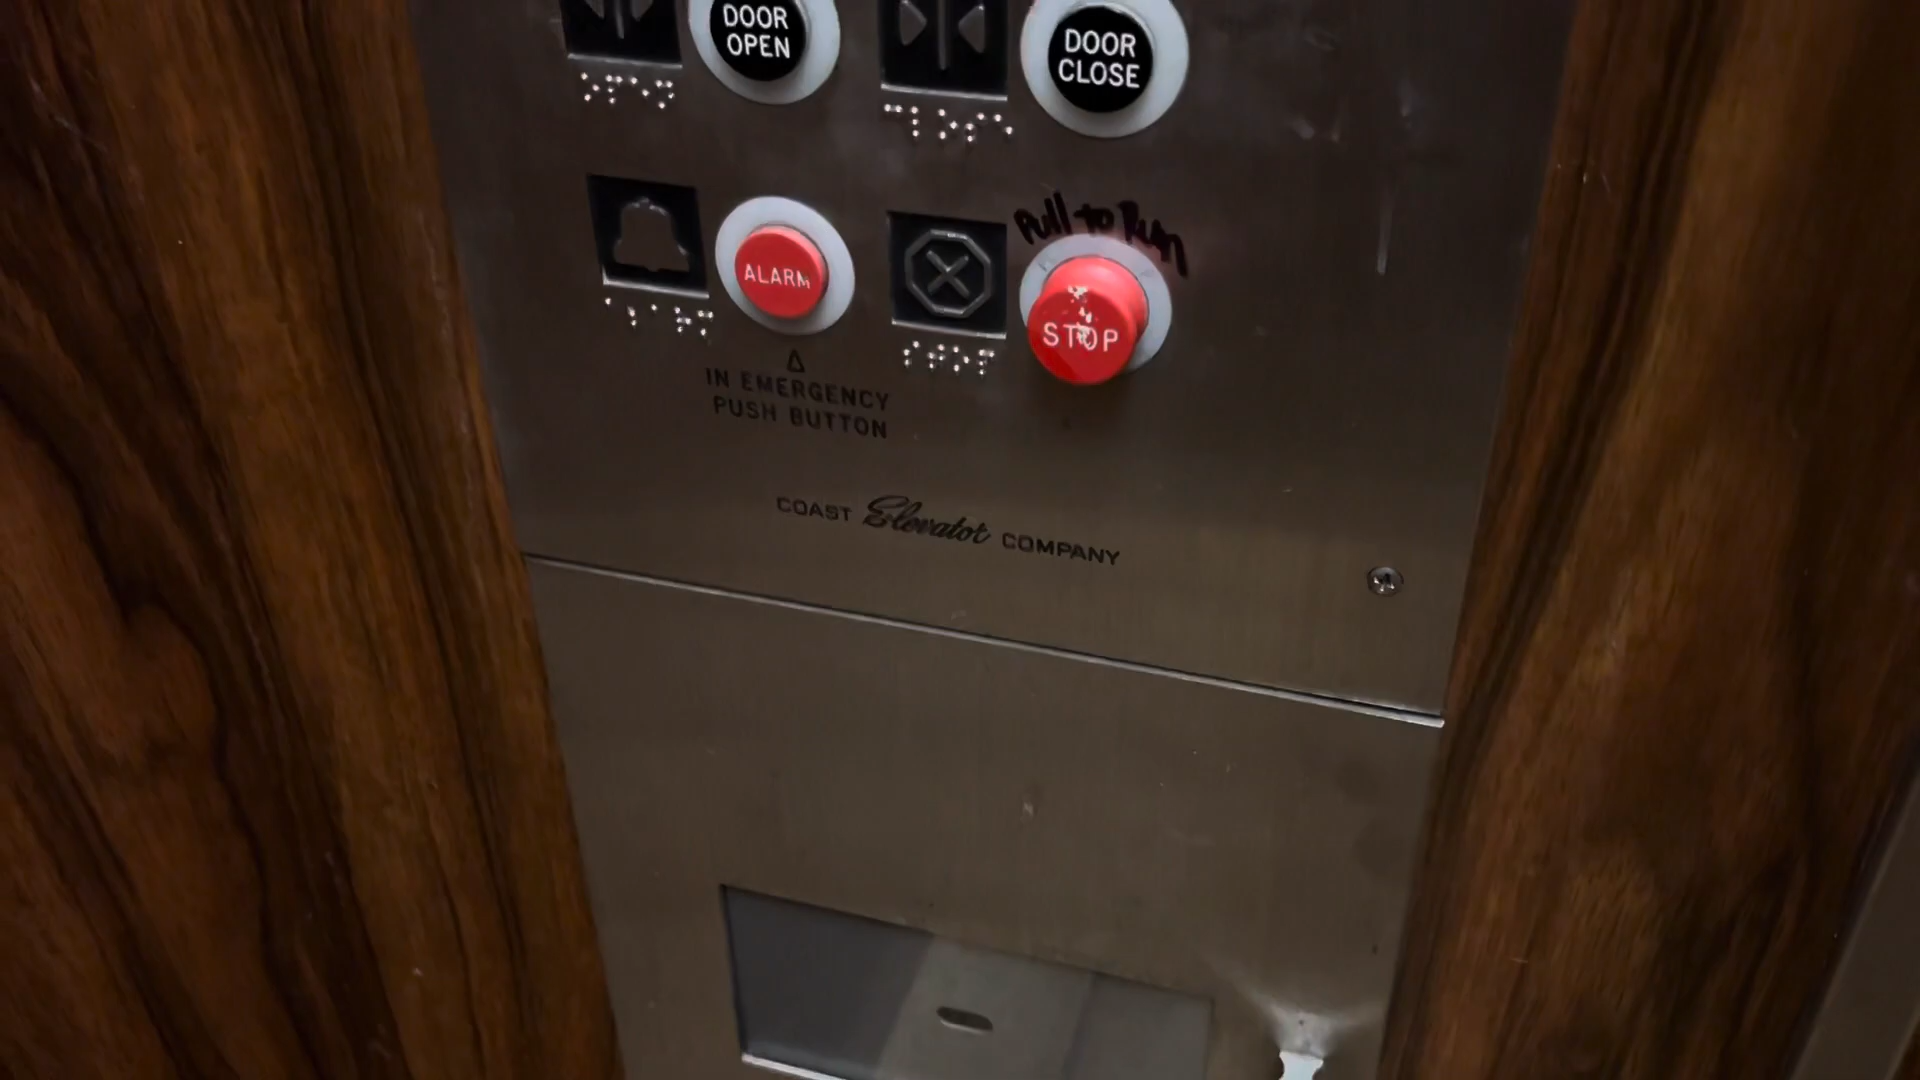 DOOR
OPEN
DOOR
CLOSE
⠕⠏⠑⠝
⠉⠇⠕⠎⠑
Pull to Run
ALARM
STOP
⠁⠇⠁⠗⠍
⠎⠞⠕⠏
IN EMERGENCY
PUSH BUTTON
COAST Elevator COMPANY